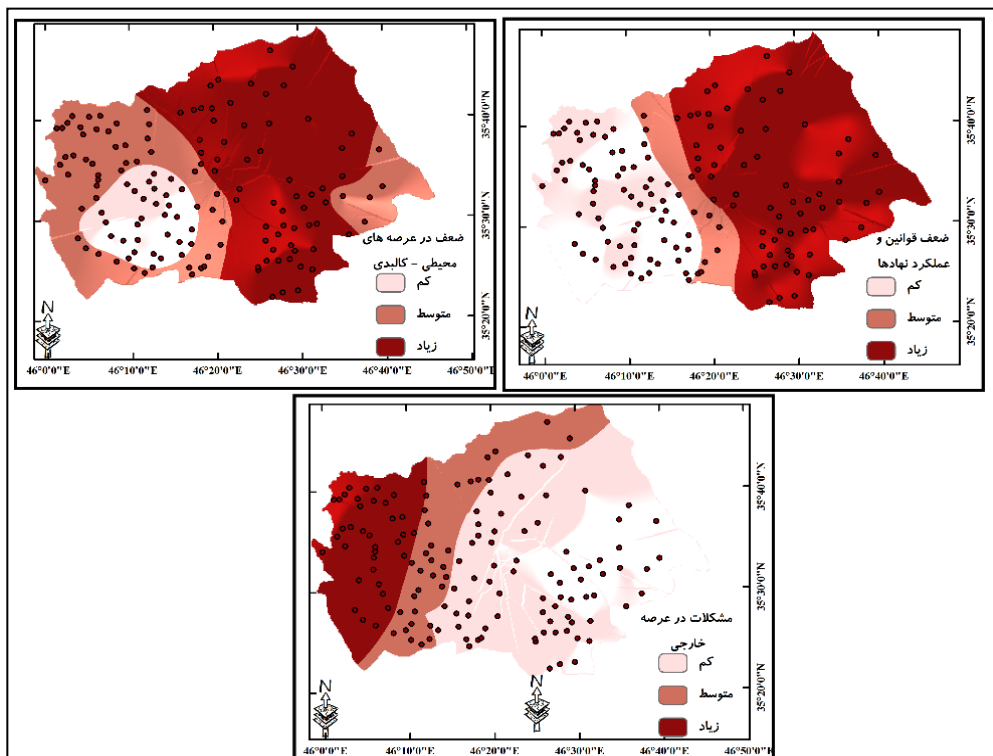 35°40'0"N
35°30'0"N
35°20'0"N
ضعف در عرصه های
محیطی – کالبدی
کم
متوسط
زیاد
N
46°0'0"E 46°10'0"E 46°20'0"E 46°30'0"E 46°40'0"E 46°50'0"E
35°40'0"N
35°30'0"N
35°20'0"N
ضعف قوانین و
عملکرد نهادها
کم
متوسط
زیاد
N
46°0'0"E 46°10'0"E 46°20'0"E 46°30'0"E 46°40'0"E
35°40'0"N
35°30'0"N
35°20'0"N
مشکلات در عرصه
خارجی
کم
متوسط
زیاد
N
N
46°0'0"E 46°10'0"E 46°20'0"E 46°30'0"E 46°40'0"E 46°50'0"E